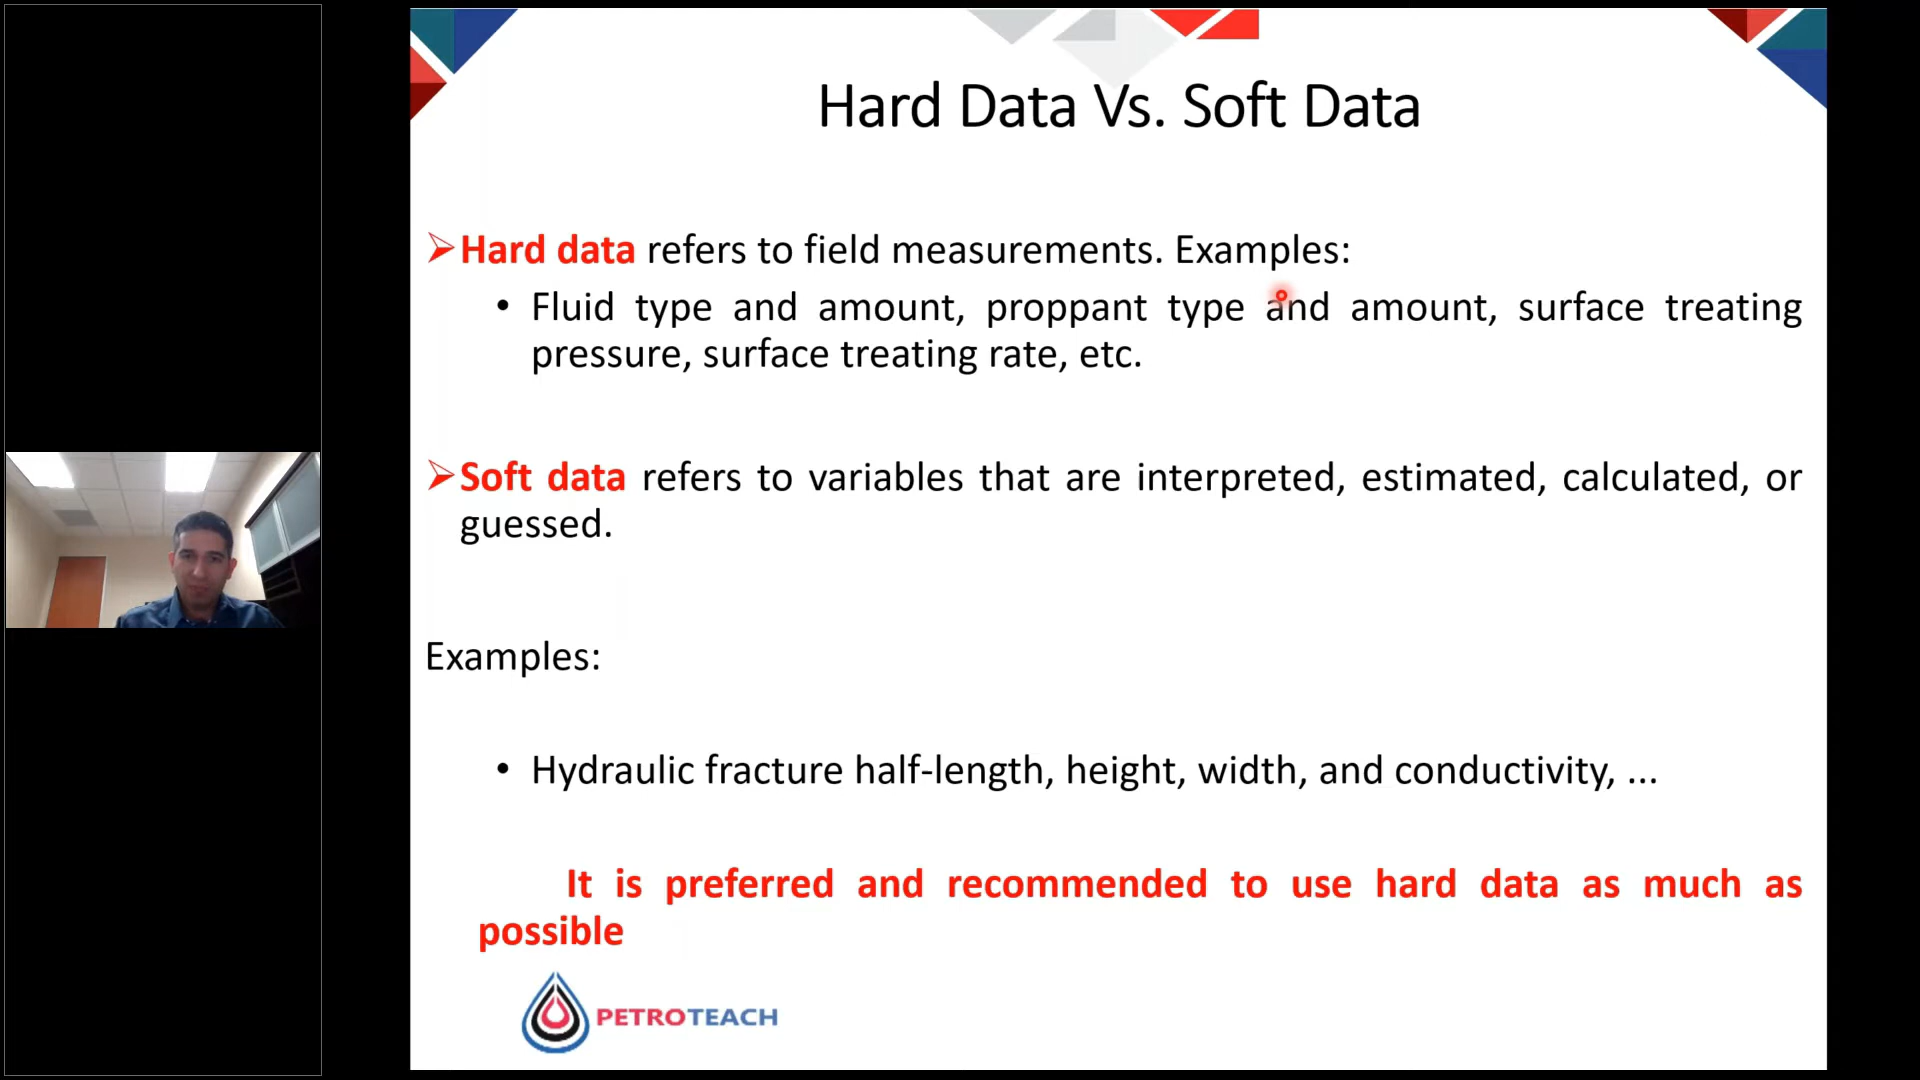 Hard Data Vs. Soft Data
Hard data refers to field measurements. Examples:
• Fluid type and amount, proppant type and amount, surface treating
pressure, surface treating rate, etc.
Soft data refers to variables that are interpreted, estimated, calculated, or
guessed.
Examples:
• Hydraulic fracture half-length, height, width, and conductivity, ...
It is preferred and recommended to use hard data as much as
possible
PETROTEACH